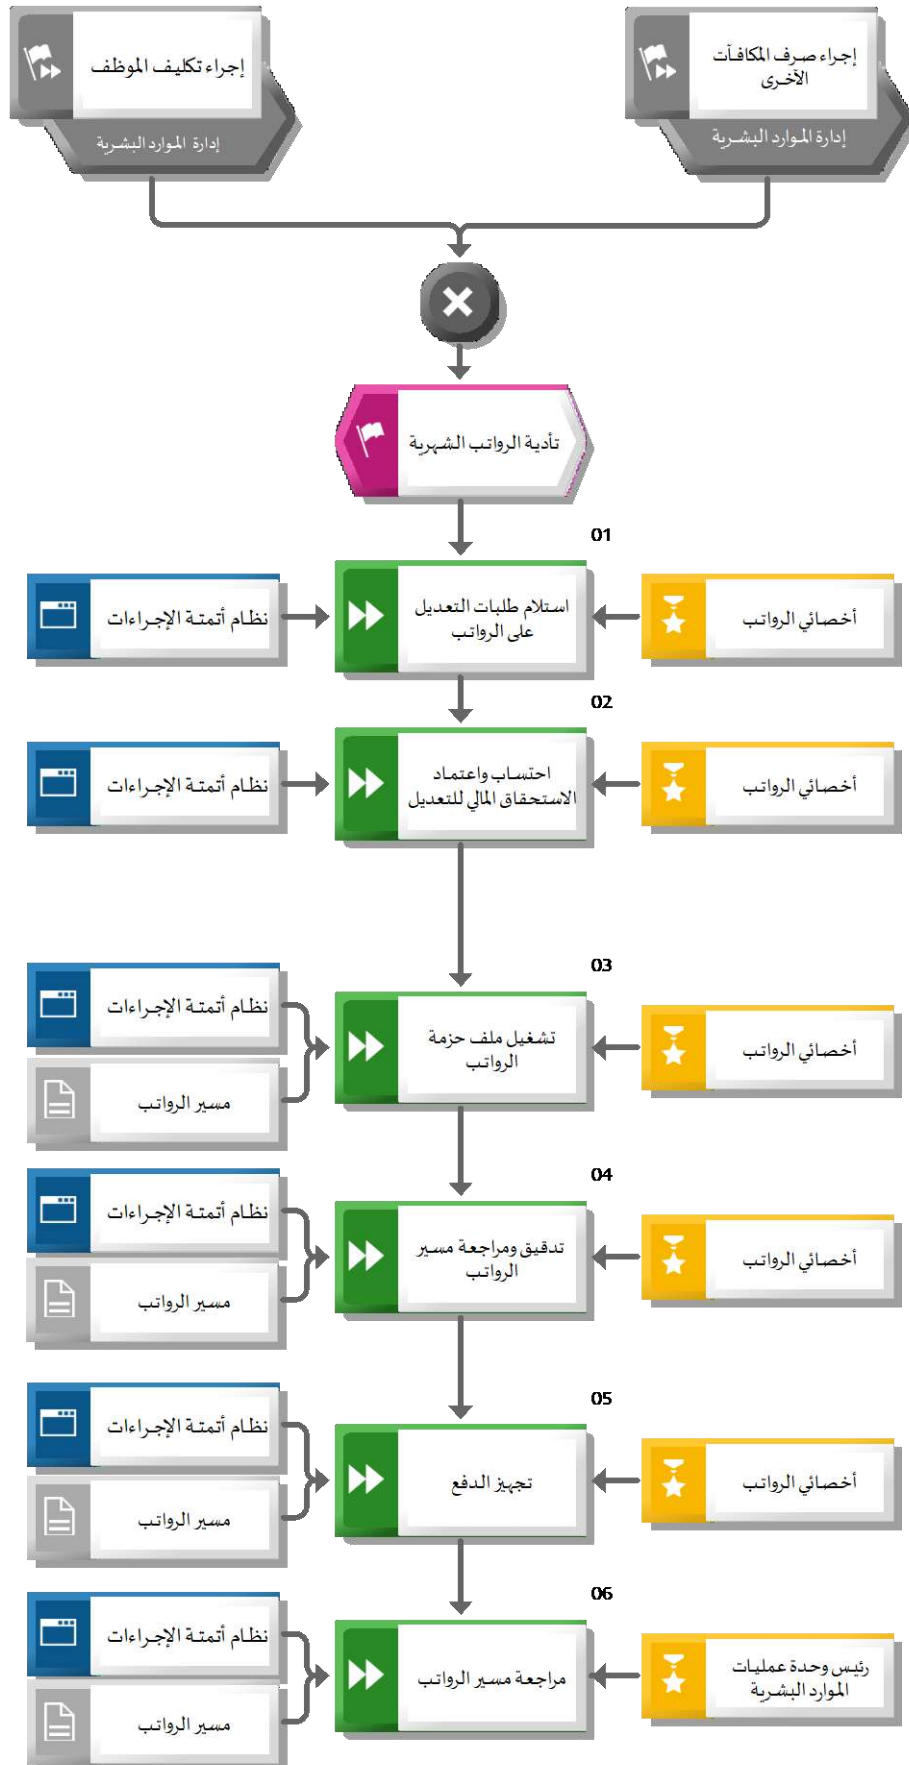 إجراء صرف المكافآت
الآخرى
إدارة الموارد البشرية
إجراء تكليف الموظف
إدارة الموارد البشرية
تأدية الرواتب الشهرية
01
أخصائي الرواتب
استلام طلبات التعديل
على الرواتب
نظام أتمتة الإجراءات
02
أخصائي الرواتب
احتساب واعتماد
الاستحقاق المالي للتعديل
نظام أتمتة الإجراءات
03
أخصائي الرواتب
تشغيل ملف حزمة
الرواتب
نظام أتمتة الإجراءات
مسير الرواتب
04
أخصائي الرواتب
تدقيق ومراجعة مسير
الرواتب
نظام أتمتة الإجراءات
مسير الرواتب
05
أخصائي الرواتب
تجهيز الدفع
نظام أتمتة الإجراءات
مسير الرواتب
06
رئيس وحدة عمليات
الموارد البشرية
مراجعة مسير الرواتب
نظام أتمتة الإجراءات
مسير الرواتب